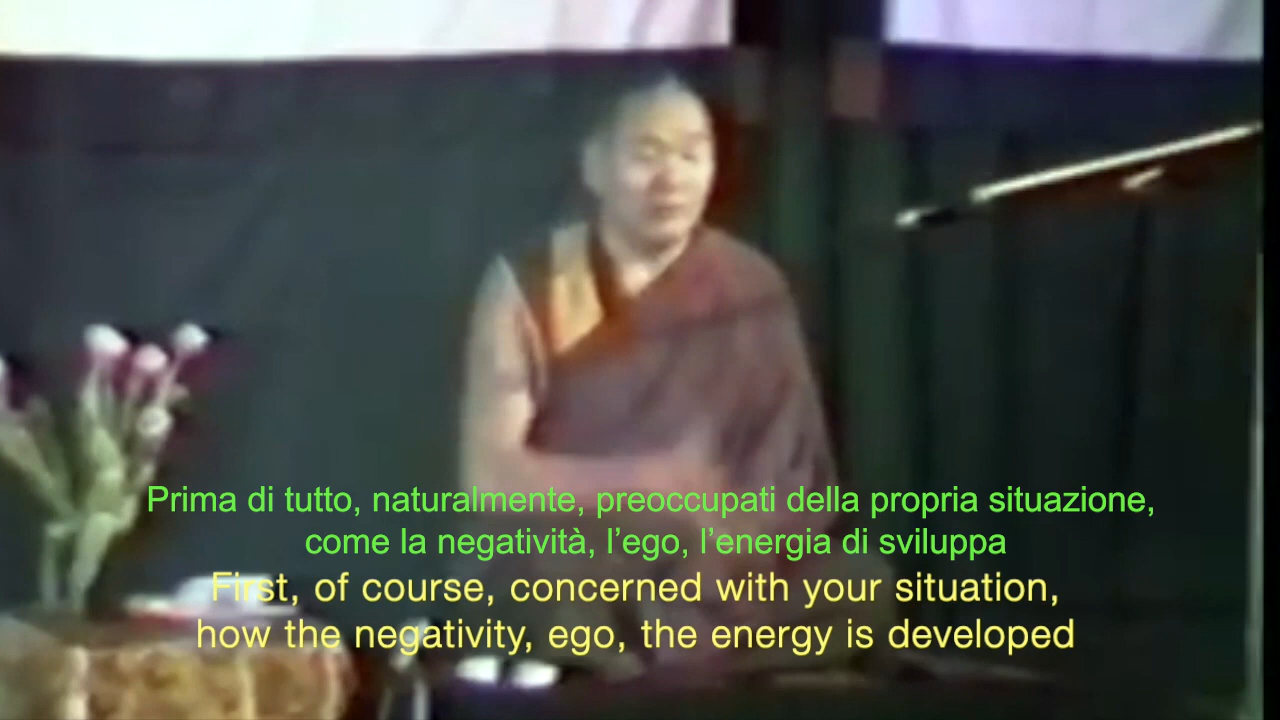 Prima di tutto, naturalmente, preoccupati della propria situazione,
come la negatività, l’ego, l’energia di sviluppa
First, of course, concerned with your situation,
how the negativity, ego, the energy is developed